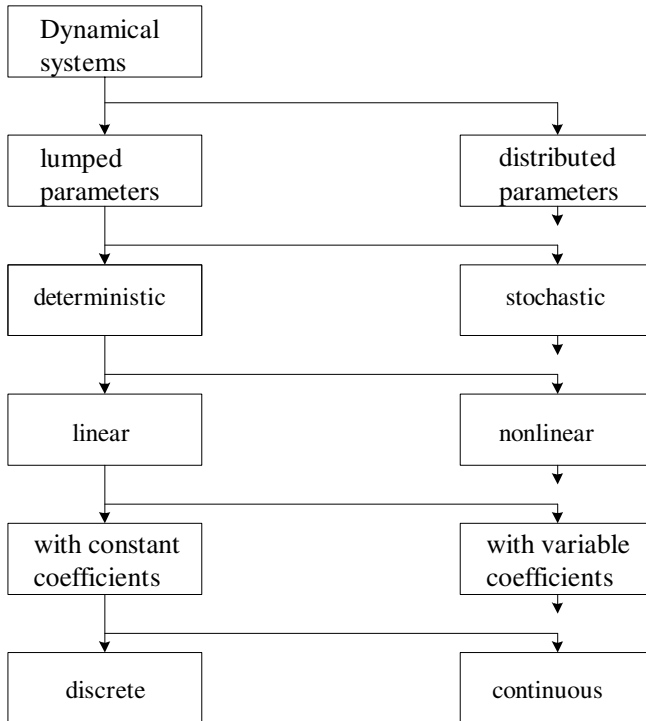 Dynamical
systems
lumped
parameters
distributed
parameters
deterministic
stochastic
linear
nonlinear
with constant
coefficients
with variable
coefficients
discrete
continuous